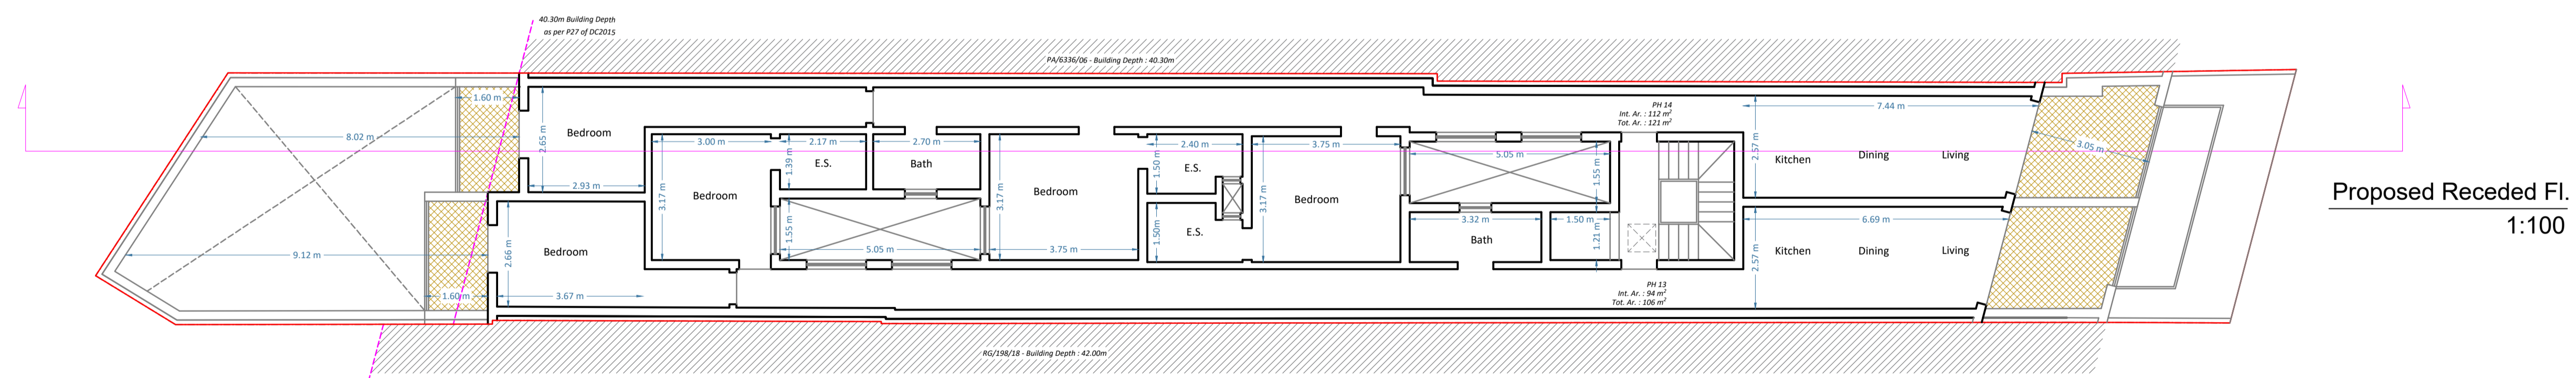 40.30m Building Depth
as per P27 of DC2015
PA/6336/06 - Building Depth : 40.30m
1.60 m
8.02 m
2.65 m
Bedroom
2.93 m
3.00 m
3.17 m
Bedroom
2.17 m
1.39 m
E.S.
2.70 m
Bath
1.55 m
5.05 m
3.17 m
Bedroom
3.75 m
2.40 m
1.50 m
E.S.
1.50m
E.S.
3.75 m
3.17 m
Bedroom
5.05 m
1.55 m
3.32 m
Bath
1.50 m
1.21 m
PH 14
Int. Ar. : 112 m²
Tot. Ar. : 121 m²
7.44 m
2.57 m
Kitchen
Dining
Living
3.05 m
9.12 m
1.60 m
2.66 m
Bedroom
3.67 m
PH 13
Int. Ar. : 94 m²
Tot. Ar. : 106 m²
6.69 m
2.57 m
Kitchen
Dining
Living
RG/198/18 - Building Depth : 42.00m
Proposed Receded Fl.
1:100